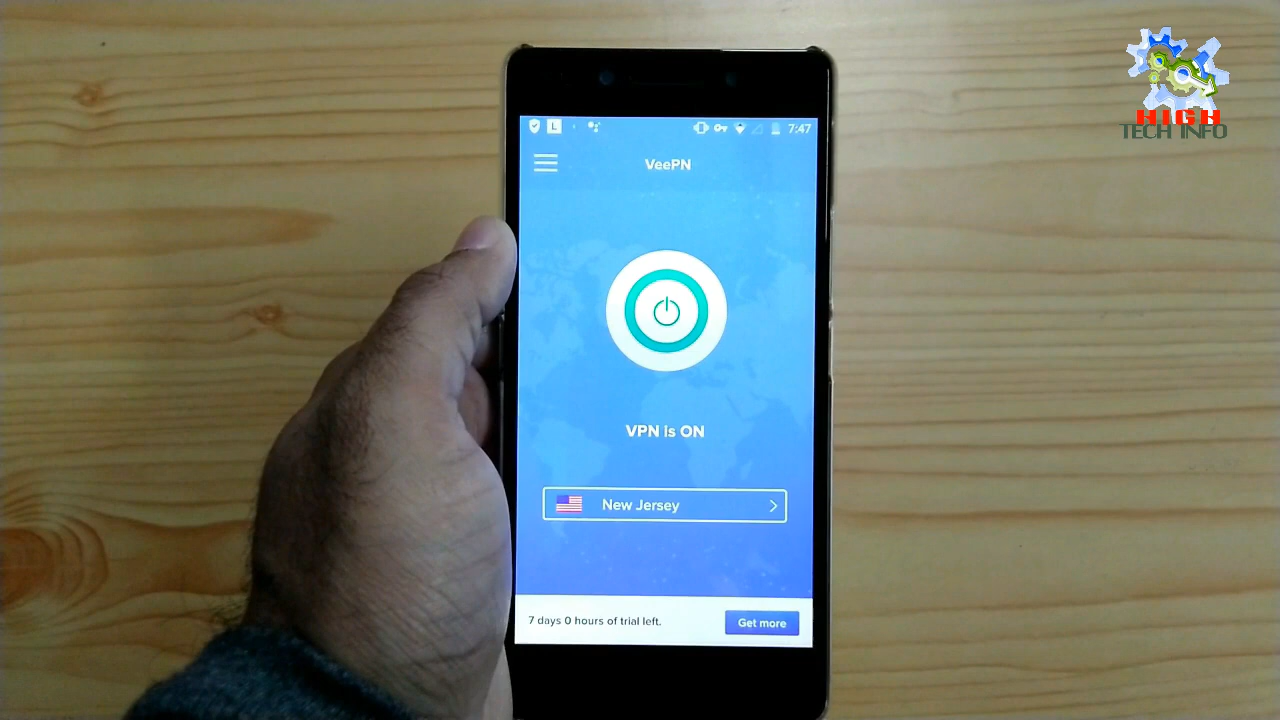 L
7:47
VeePN
VPN is ON
New Jersey
7 days 0 hours of trial left.
Get more
HIGH
TECH INFO